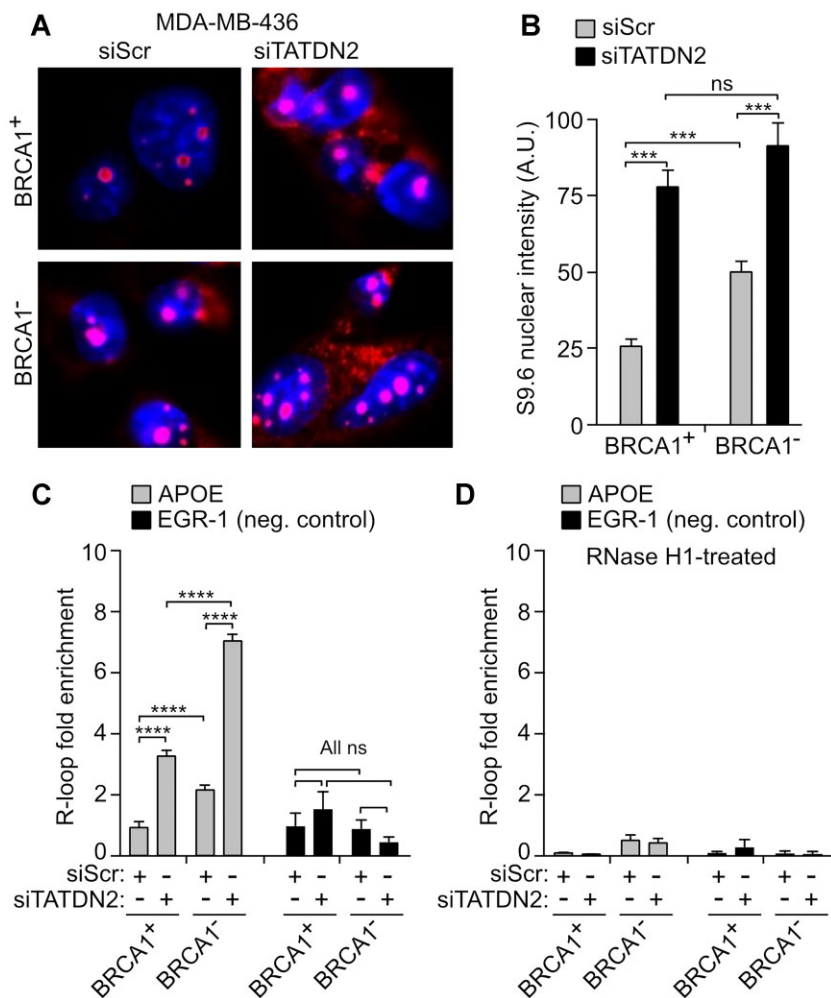 A
MDA-MB-436
siScr
siTATDN2
BRCA1+
BRCA1-
B
siScr
siTATDN2
S9.6 nuclear intensity (A.U.)
100
75
50
25
0
ns
***
***
***
BRCA1+
BRCA1-
C
APOE
EGR-1 (neg. control)
R-loop fold enrichment
10
8
6
4
2
0
****
****
****
****
All ns
siScr: + - + - + - + -
siTATDN2: - + - + - + - +
BRCA1+
BRCA1-
BRCA1+
BRCA1-
D
APOE
EGR-1 (neg. control)
RNase H1-treated
R-loop fold enrichment
10
8
6
4
2
0
siScr: + - + - + - + -
siTATDN2: - + - + - + - +
BRCA1+
BRCA1-
BRCA1+
BRCA1-